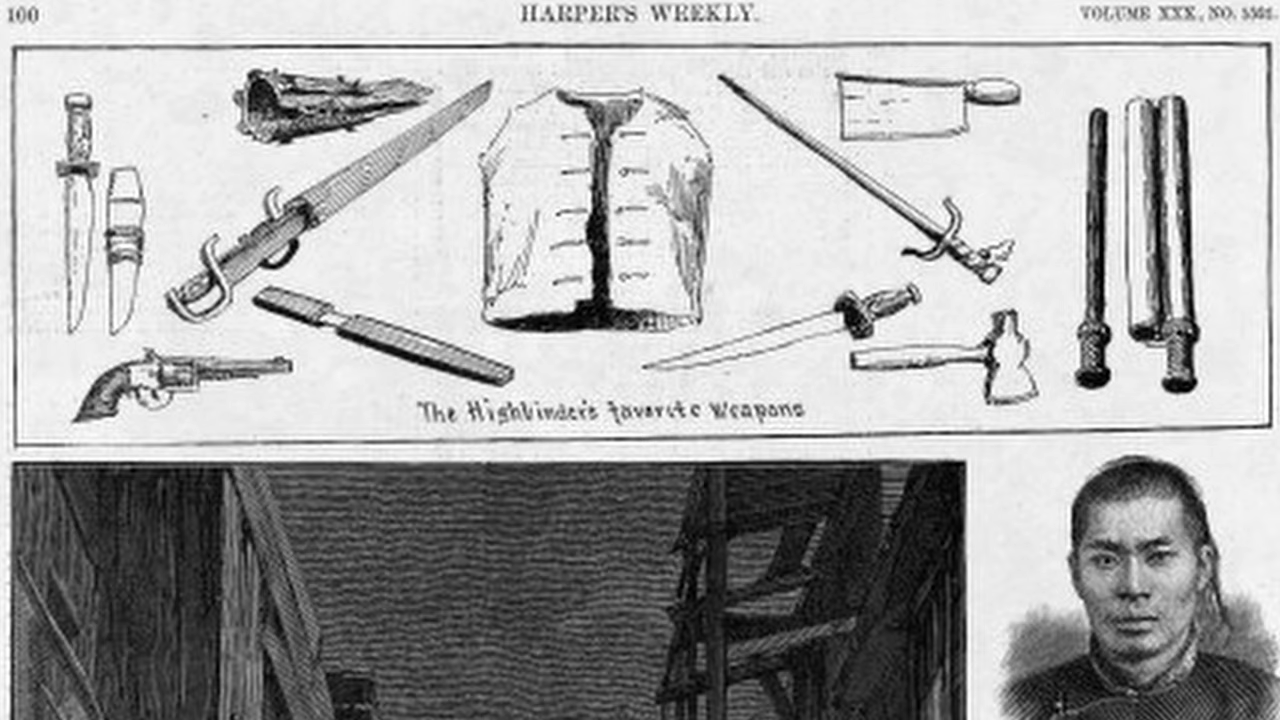 100 HARPER'S WEEKLY. VOLUME XXX., NO.
The Highbinder's favorite Weapons